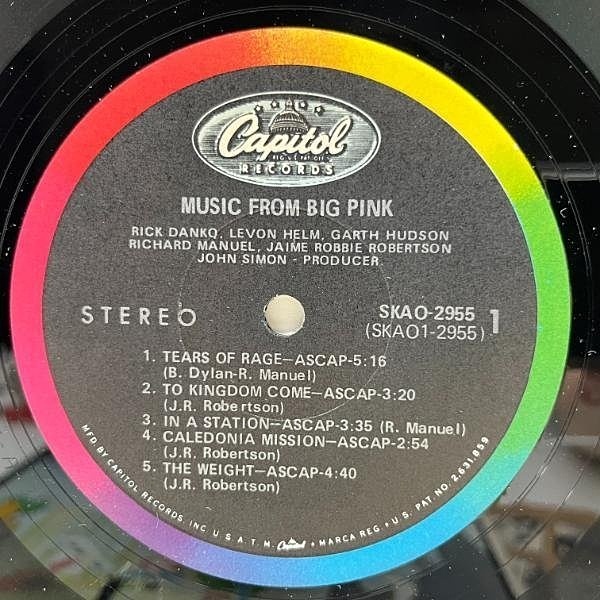 Capitol
RECORDS
MUSIC FROM BIG PINK
RICK DANKO, LEVON HELM, GARTH HUDSON
RICHARD MANUEL, JAIME ROBBIE ROBERTSON
JOHN SIMON - PRODUCER
STEREO
SKAO-2955
(SKAO1-2955)
1
1. TEARS OF RAGE—ASCAP-5:16
(B. Dylan-R. Manuel)
2. TO KINGDOM COME—ASCAP-3:20
(J.R. Robertson)
3. IN A STATION—ASCAP-3:35 (R. Manuel)
4. CALEDONIA MISSION—ASCAP-2:54
(J.R. Robertson)
5. THE WEIGHT—ASCAP-4:40
(J.R. Robertson)
MFD. BY CAPITOL RECORDS, INC. U.S.A. T.M. Capitol • MARCA REG. • U.S. PAT. NO. 2,631,859